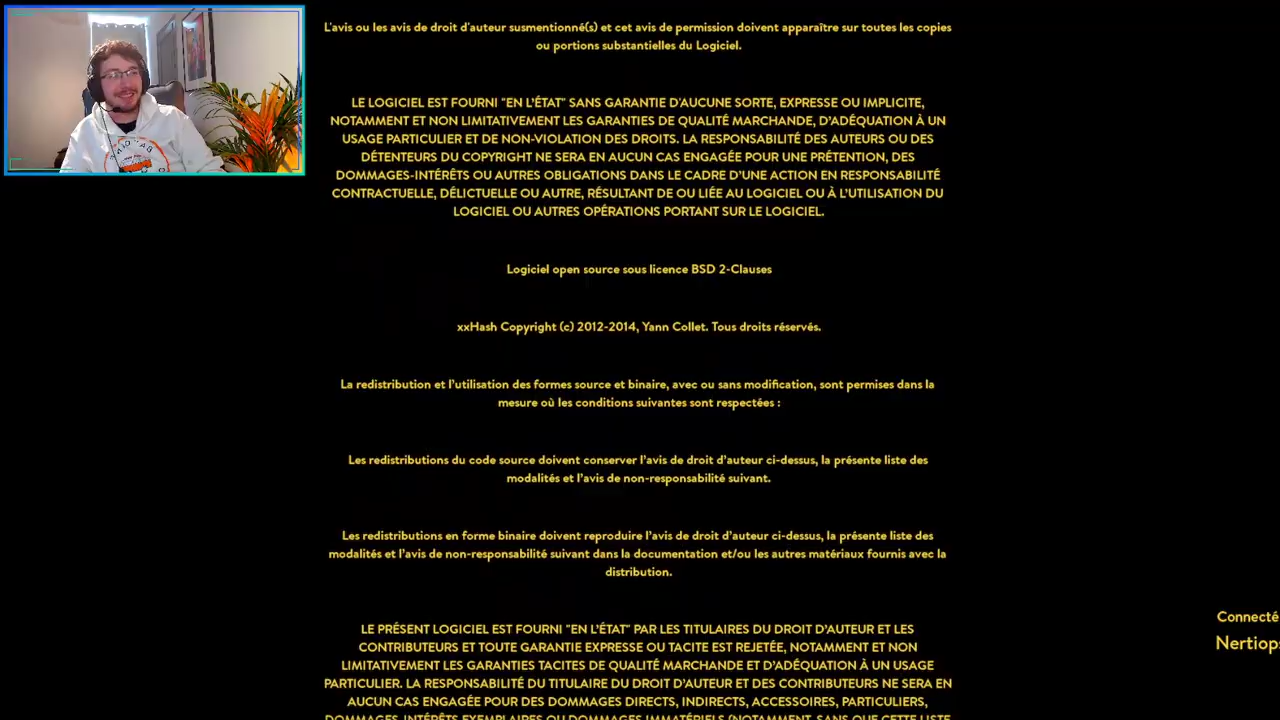 L'avis ou les avis de droit d'auteur susmentionné(s) et cet avis de permission doivent apparaître sur toutes les copies
ou portions substantielles du Logiciel.
LE LOGICIEL EST FOURNI "EN L'ÉTAT" SANS GARANTIE D'AUCUNE SORTE, EXPRESSE OU IMPLICITE,
NOTAMMENT ET NON LIMITATIVEMENT LES GARANTIES DE QUALITÉ MARCHANDE, D'ADÉQUATION À UN
USAGE PARTICULIER ET DE NON-VIOLATION DES DROITS. LA RESPONSABILITÉ DES AUTEURS OU DES
DÉTENTEURS DU COPYRIGHT NE SERA EN AUCUN CAS ENGAGÉE POUR UNE PRÉTENTION, DES
DOMMAGES-INTÉRÊTS OU AUTRES OBLIGATIONS DANS LE CADRE D'UNE ACTION EN RESPONSABILITÉ
CONTRACTUELLE, DÉLICTUELLE OU AUTRE, RÉSULTANT DE OU LIÉE AU LOGICIEL OU À L'UTILISATION DU
LOGICIEL OU AUTRES OPÉRATIONS PORTANT SUR LE LOGICIEL.
Logiciel open source sous licence BSD 2-Clauses
xxHash Copyright (c) 2012-2014, Yann Collet. Tous droits réservés.
La redistribution et l'utilisation des formes source et binaire, avec ou sans modification, sont permises dans la
mesure où les conditions suivantes sont respectées :
Les redistributions du code source doivent conserver l'avis de droit d'auteur ci-dessus, la présente liste des
modalités et l'avis de non-responsabilité suivant.
Les redistributions en forme binaire doivent reproduire l'avis de droit d'auteur ci-dessus, la présente liste des
modalités et l'avis de non-responsabilité suivant dans la documentation et/ou les autres matériaux fournis avec la
distribution.
Connecté
Nertiop
LE PRÉSENT LOGICIEL EST FOURNI "EN L'ÉTAT" PAR LES TITULAIRES DU DROIT D'AUTEUR ET LES
CONTRIBUTEURS ET TOUTE GARANTIE EXPRESSE OU TACITE EST REJETÉE, NOTAMMENT ET NON
LIMITATIVEMENT LES GARANTIES TACITES DE QUALITÉ MARCHANDE ET D'ADÉQUATION À UN USAGE
PARTICULIER. LA RESPONSABILITÉ DU TITULAIRE DU DROIT D'AUTEUR ET DES CONTRIBUTEURS NE SERA EN
AUCUN CAS ENGAGÉE POUR DES DOMMAGES DIRECTS, INDIRECTS, ACCESSOIRES, PARTICULIERS,
DOMMAGES-INTÉRÊTS EXEMPLAIRES OU DOMMAGES IMMATÉRIELS (NOTAMMENT, SANS QUE CETTE LISTE